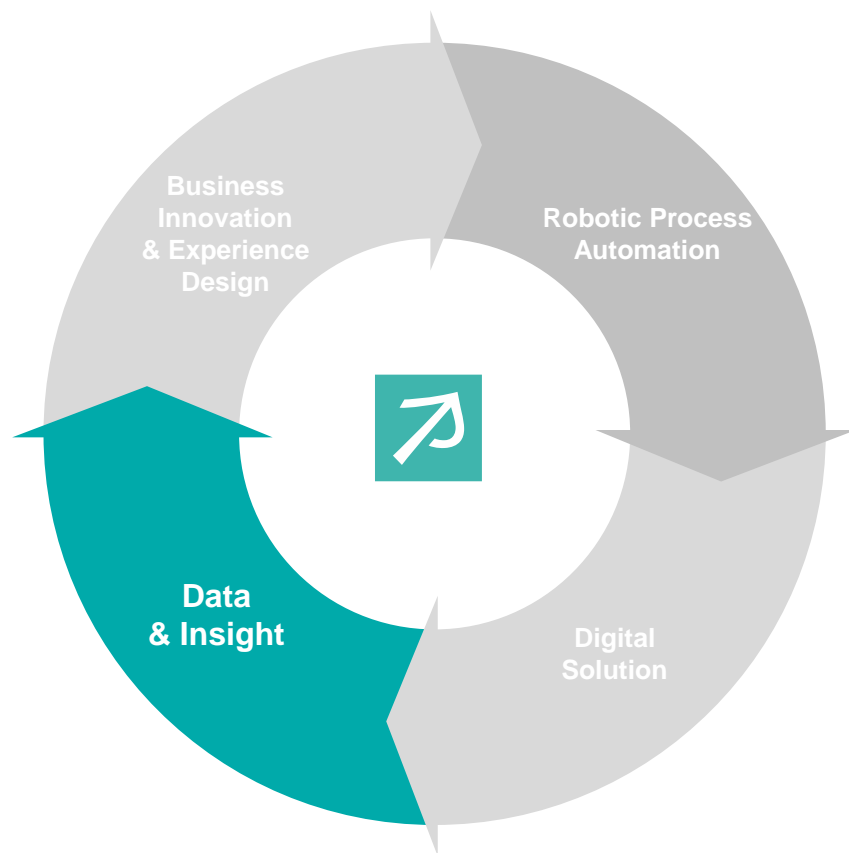 Business
Innovation
& Experience
Design
Robotic Process
Automation
Data
& Insight
Digital
Solution